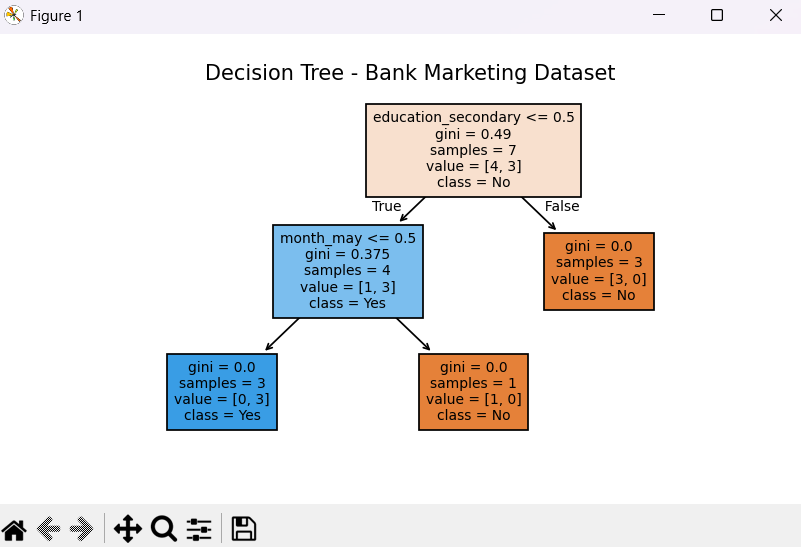 Figure 1
Decision Tree - Bank Marketing Dataset
education_secondary <= 0.5
gini = 0.49
samples = 7
value = [4, 3]
class = No
True
False
month_may <= 0.5
gini = 0.375
samples = 4
value = [1, 3]
class = Yes
gini = 0.0
samples = 3
value = [3, 0]
class = No
gini = 0.0
samples = 3
value = [0, 3]
class = Yes
gini = 0.0
samples = 1
value = [1, 0]
class = No